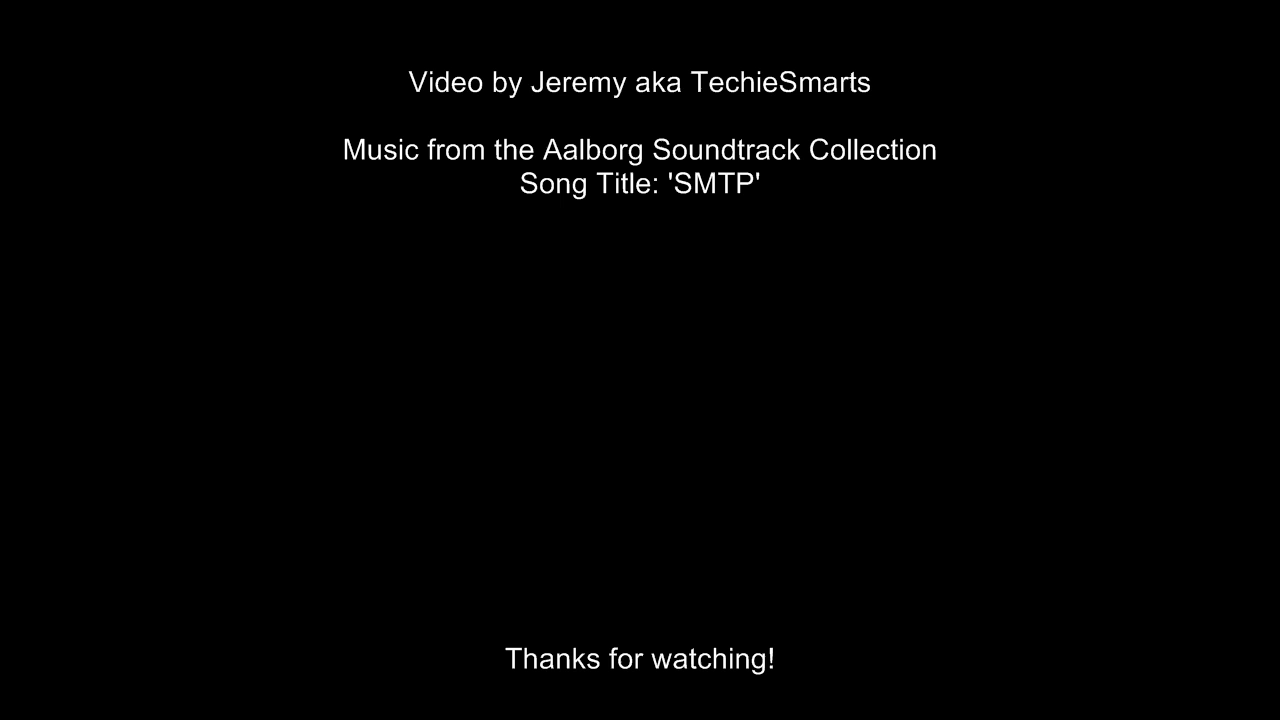 Video by Jeremy aka TechieSmarts
Music from the Aalborg Soundtrack Collection
Song Title: 'SMTP'
Thanks for watching!